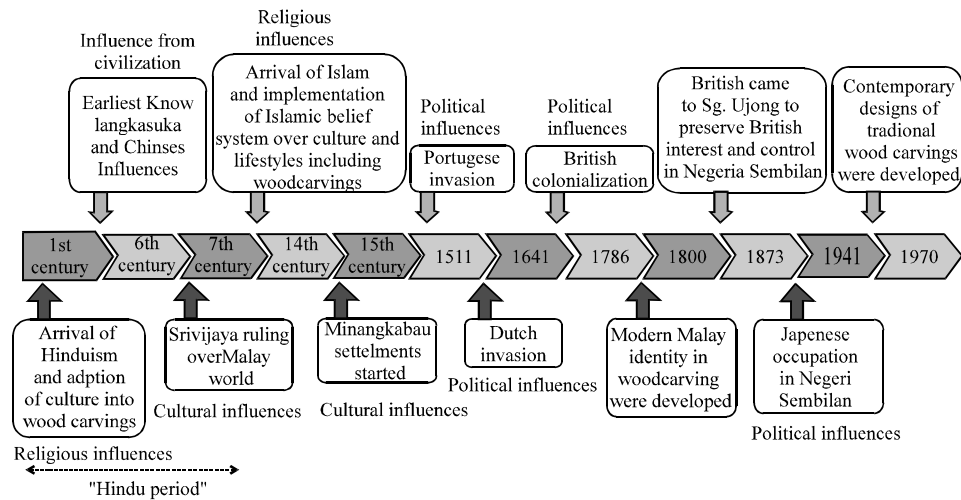 Influence from
civilization
Earliest Know
langkasuka
and Chinses
Influences
Religious
influences
Arrival of Islam
and implementation
of Islamic belief
system over culture and
lifestyles including
woodcarvings
Political influences
Portugese
invasion
Political
influences
British
colonialization
British came
to Sg. Ujong to
preserve British
interest and control
in Negeria Sembilan
Contemporary
designs of
tradional
wood carvings
were developed
1st
century
6th
century
7th
century
14th
century
15th
century
1511
1641
1786
1800
1873
1941
1970
Arrival of
Hinduism
and adption
of culture into
wood carvings
Religious influences
"Hindu period"
Srivijaya ruling
overMalay
world
Cultural influences
Minangkabau
settelments
started
Cultural influences
Dutch
invasion
Political influences
Modern Malay
identity in
woodcarving
were developed
Japenese
occupation
in Negeri
Sembilan
Political influences